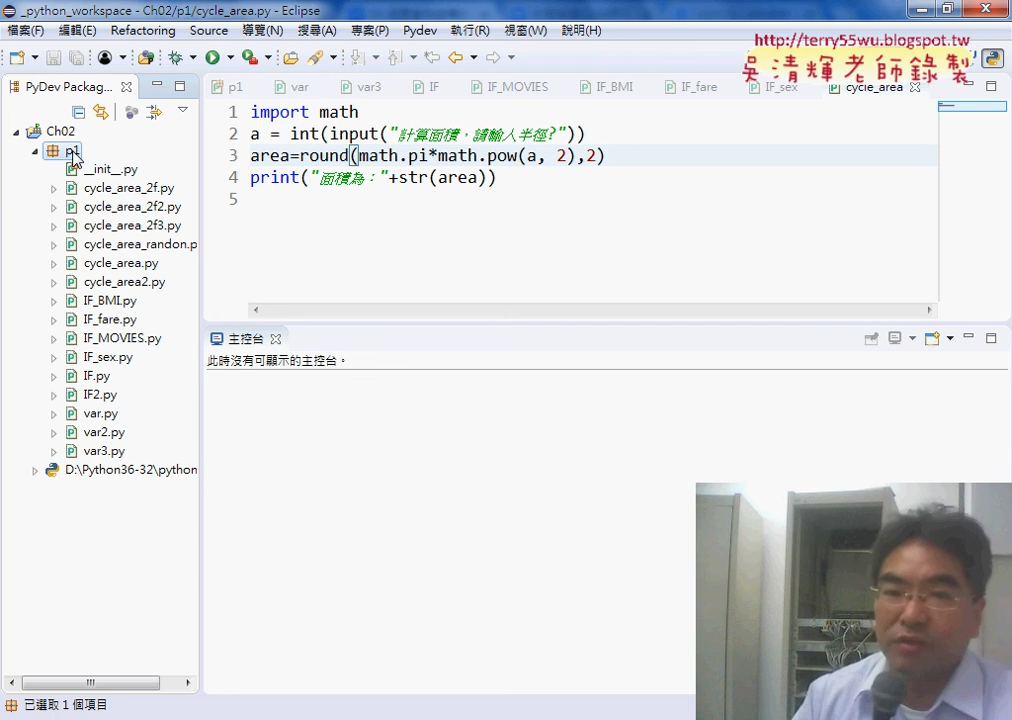 _python_workspace - Ch02/p1/cycle_area.py - Eclipse
檔案(F) 編輯(E) Refactoring Source 導覽(N) 搜尋(A) 專案(P) Pydev 執行(R) 視窗(W) 說明(H)
http://terry55wu.blogspot.tw
吳清輝老師錄製
PyDev Packag...
p1 var var3 IF IF_MOVIES IF_BMI IF_fare IF_sex cycle_area
Ch02
p1
__init__.py
cycle_area_2f.py
cycle_area_2f2.py
cycle_area_2f3.py
cycle_area_randon.p
cycle_area.py
cycle_area2.py
IF_BMI.py
IF_fare.py
IF_MOVIES.py
IF_sex.py
IF.py
IF2.py
var.py
var2.py
var3.py
D:\Python36-32\python
1 import math
2 a = int(input("計算面積，請輸入半徑?"))
3 area=round(math.pi*math.pow(a, 2),2)
4 print("面積為："+str(area))
5
主控台
此時沒有可顯示的主控台。
已選取 1 個項目